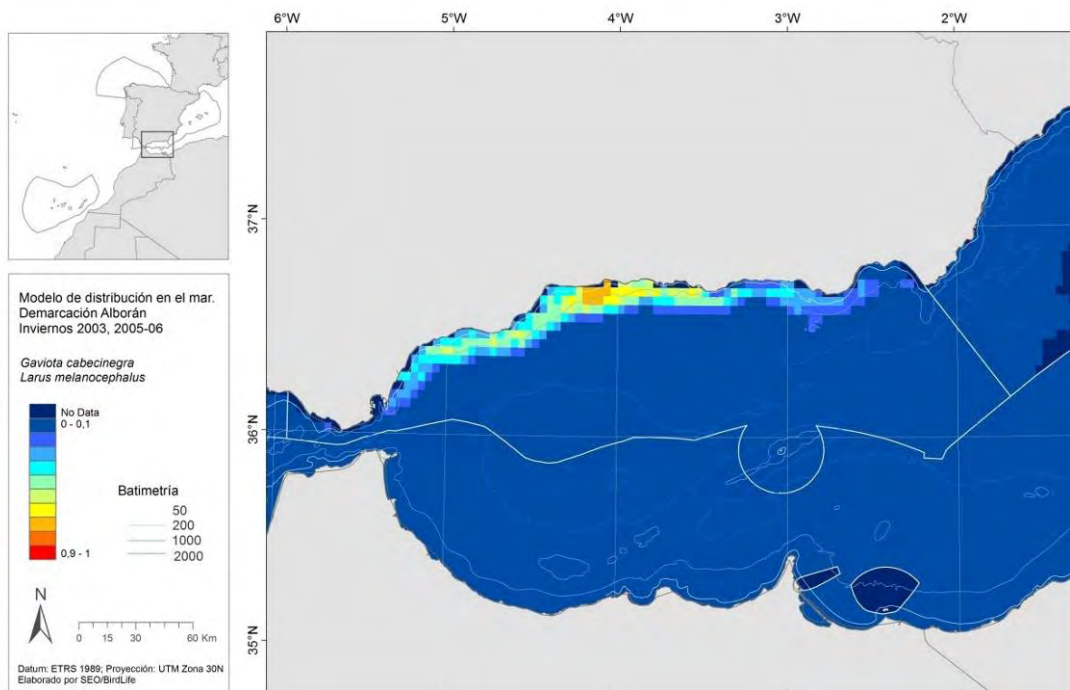 6°W 5°W 4°W 3°W 2°W
37°N
36°N
35°N
Modelo de distribución en el mar.
Demarcación Alborán
Inviernos 2003, 2005-06
Gaviota cabecinegra
Larus melanocephalus
No Data
0 - 0,1
0,9 - 1
Batimetría
50
200
1000
2000
N
0 15 30 60 Km
Datum: ETRS 1989; Proyección: UTM Zona 30N
Elaborado por SEO/BirdLife